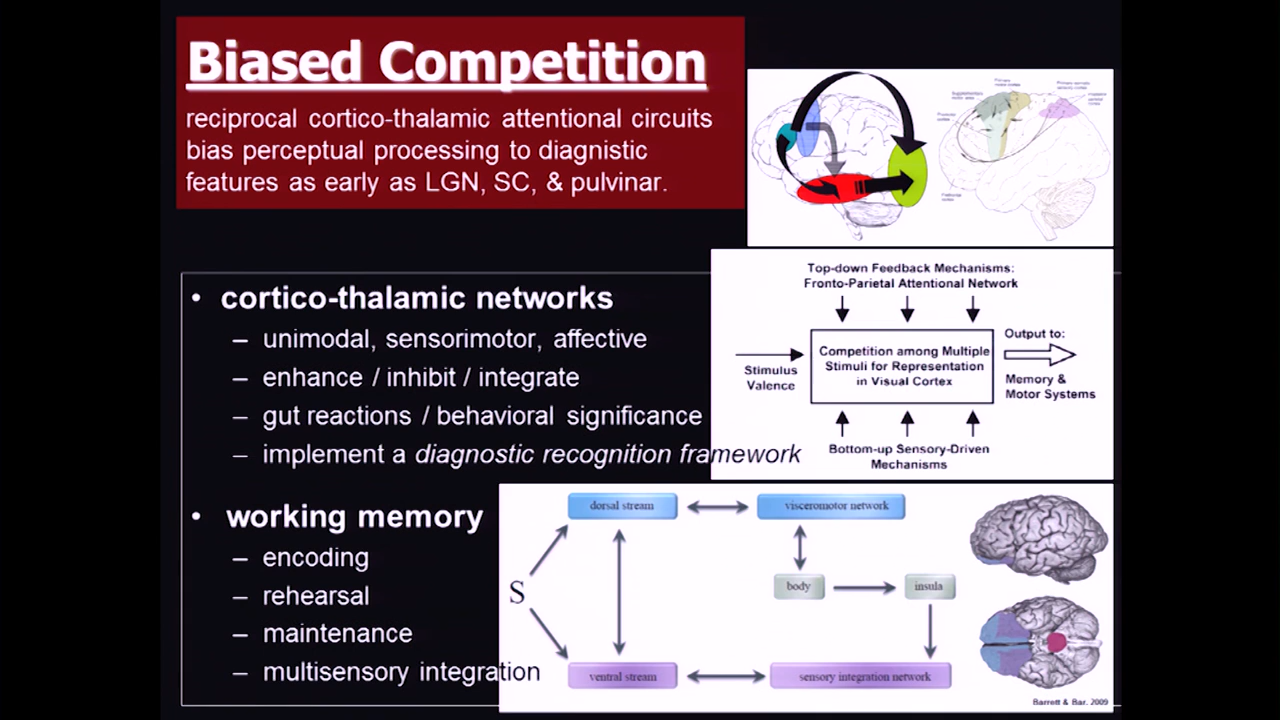 Biased Competition
reciprocal cortico-thalamic attentional circuits
bias perceptual processing to diagnostic
features as early as LGN, SC, & pulvinar.
• cortico-thalamic networks
– unimodal, sensorimotor, affective
– enhance / inhibit / integrate
– gut reactions / behavioral significance
– implement a diagnostic recognition framework
• working memory
– encoding
– rehearsal
– maintenance
– multisensory integration
Top-down Feedback Mechanisms:
Fronto-Parietal Attentional Network
Stimulus
Valence
Competition among Multiple
Stimuli for Representation
in Visual Cortex
Output to:
Memory &
Motor Systems
Bottom-up Sensory-Driven
Mechanisms
S
dorsal stream
visceromotor network
body
insula
ventral stream
sensory integration network
Barrett & Bar, 2009